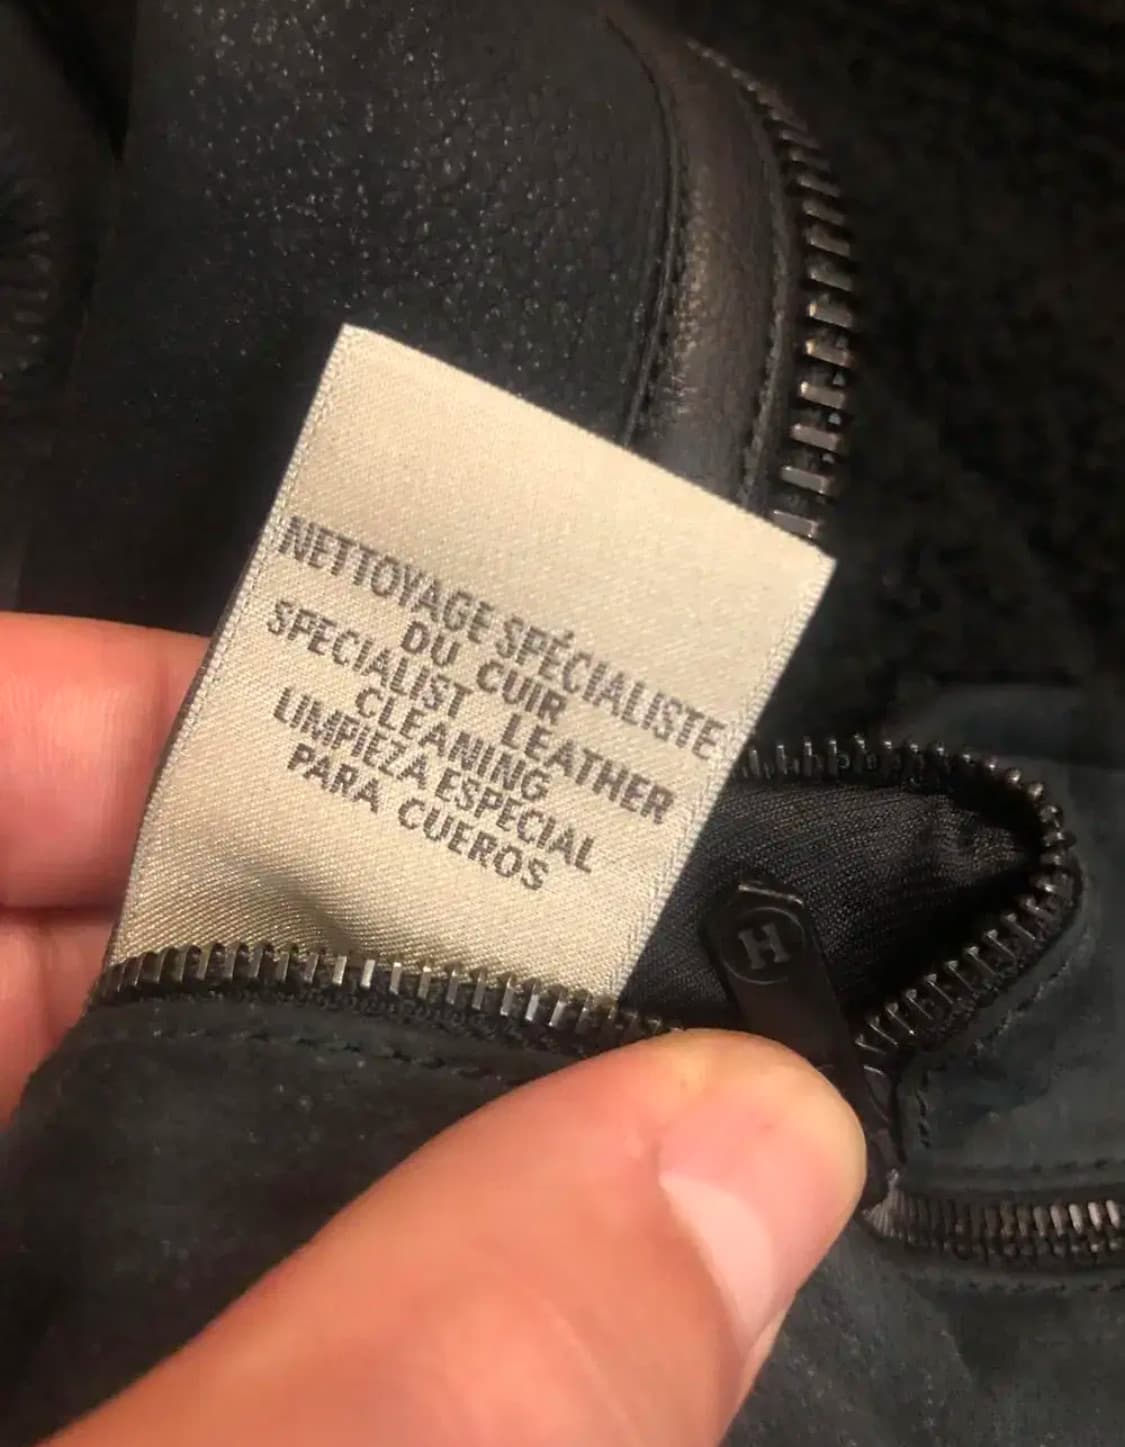 NETTOYAGE SPÉCIALISTE
DU CUIR
SPECIALIST LEATHER
CLEANING
LIMPIEZA ESPECIAL
PARA CUEROS
H